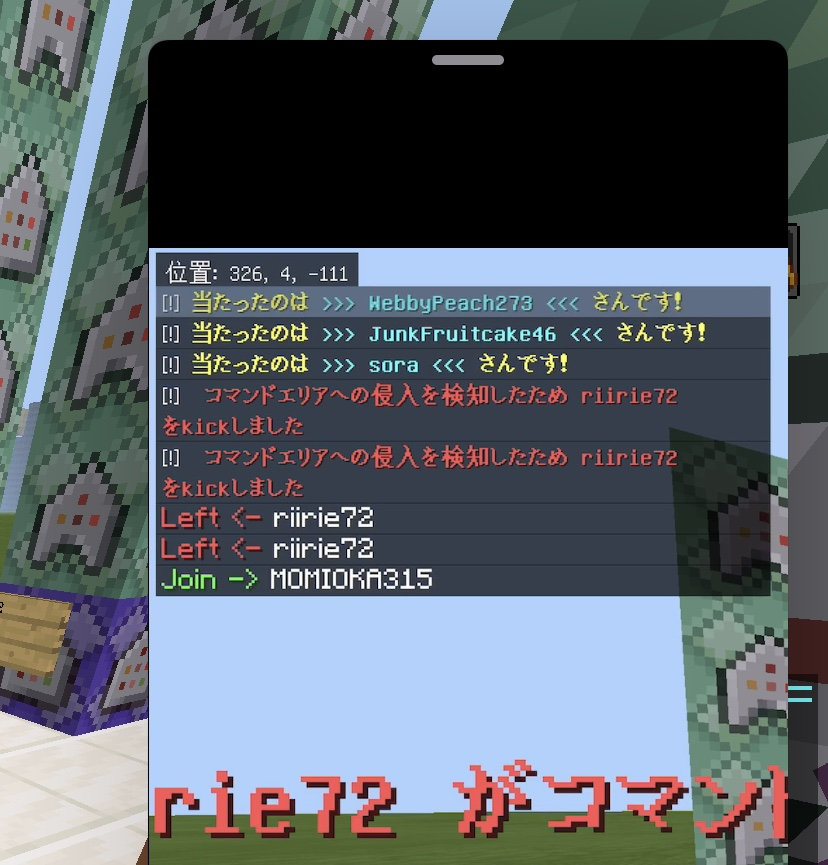 位置: 326, 4, -111
[!] 当たったのは >>> WebbyPeach273 <<< さんです!
[!] 当たったのは >>> JunkFruitcake46 <<< さんです!
[!] 当たったのは >>> sora <<< さんです!
[!] コマンドエリアへの侵入を検知したため riirie72
をkickしました
[!] コマンドエリアへの侵入を検知したため riirie72
をkickしました
Left <- riirie72
Left <- riirie72
Join -> MOMIOKA315
rie72 がコマン